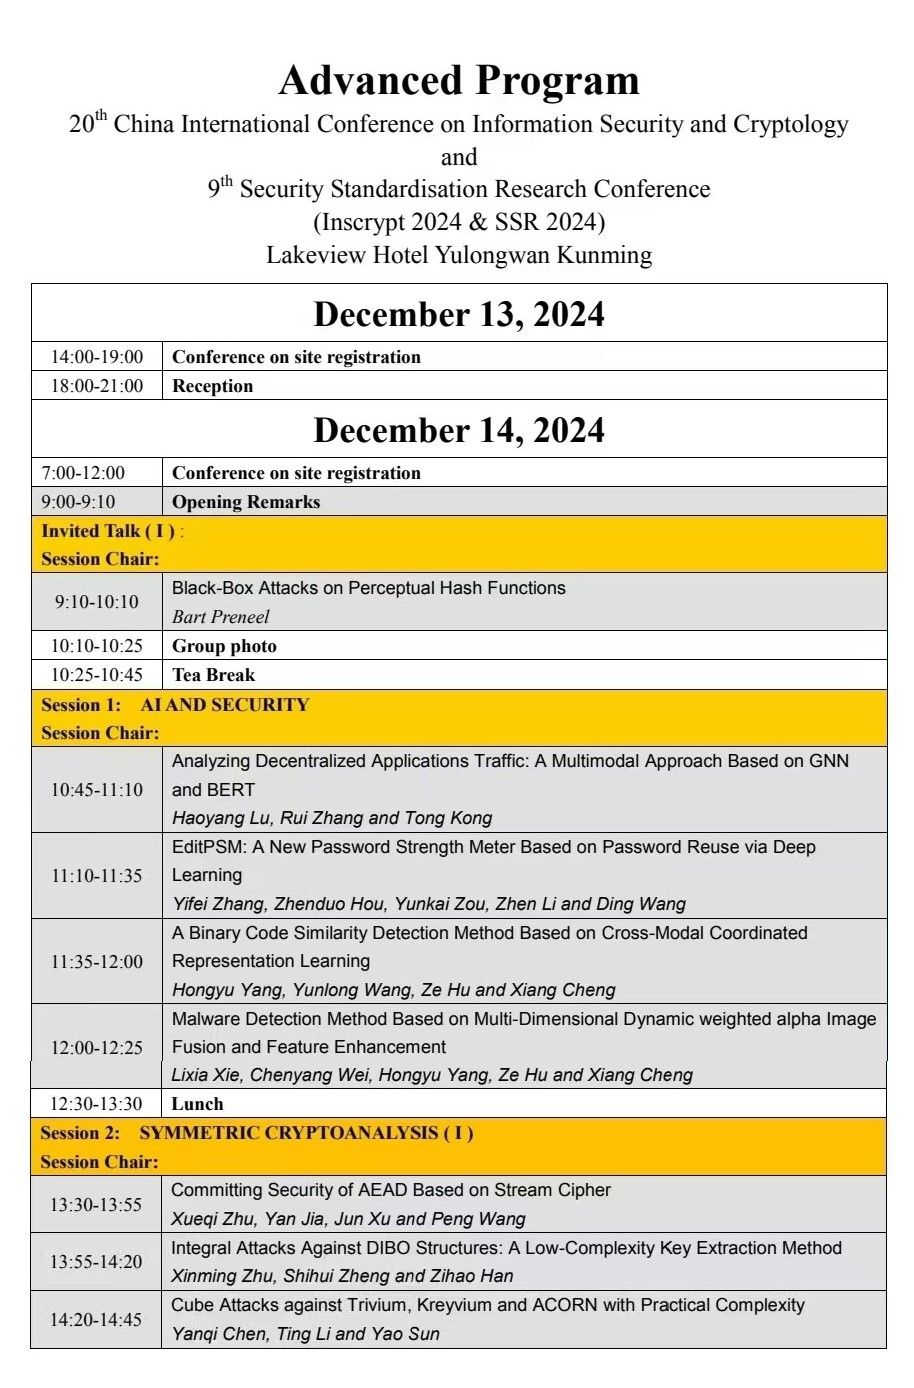 Advanced Program
20th China International Conference on Information Security and Cryptology
and
9th Security Standardisation Research Conference
(Inscrypt 2024 & SSR 2024)
Lakeview Hotel Yulongwan Kunming
December 13, 2024
14:00-19:00 Conference on site registration
18:00-21:00 Reception
December 14, 2024
7:00-12:00 Conference on site registration
9:00-9:10 Opening Remarks
Invited Talk ( I ) :
Session Chair:
9:10-10:10
Black-Box Attacks on Perceptual Hash Functions
Bart Preneel
10:10-10:25 Group photo
10:25-10:45 Tea Break
Session 1: AI AND SECURITY
Session Chair:
10:45-11:10
Analyzing Decentralized Applications Traffic: A Multimodal Approach Based on GNN
and BERT
Haoyang Lu, Rui Zhang and Tong Kong
11:10-11:35
EditPSM: A New Password Strength Meter Based on Password Reuse via Deep
Learning
Yifei Zhang, Zhenduo Hou, Yunkai Zou, Zhen Li and Ding Wang
11:35-12:00
A Binary Code Similarity Detection Method Based on Cross-Modal Coordinated
Representation Learning
Hongyu Yang, Yunlong Wang, Ze Hu and Xiang Cheng
12:00-12:25
Malware Detection Method Based on Multi-Dimensional Dynamic weighted alpha Image
Fusion and Feature Enhancement
Lixia Xie, Chenyang Wei, Hongyu Yang, Ze Hu and Xiang Cheng
12:30-13:30 Lunch
Session 2: SYMMETRIC CRYPTOANALYSIS ( I )
Session Chair:
13:30-13:55
Committing Security of AEAD Based on Stream Cipher
Xueqi Zhu, Yan Jia, Jun Xu and Peng Wang
13:55-14:20
Integral Attacks Against DIBO Structures: A Low-Complexity Key Extraction Method
Xinming Zhu, Shihui Zheng and Zihao Han
14:20-14:45
Cube Attacks against Trivium, Kreyvium and ACORN with Practical Complexity
Yanqi Chen, Ting Li and Yao Sun